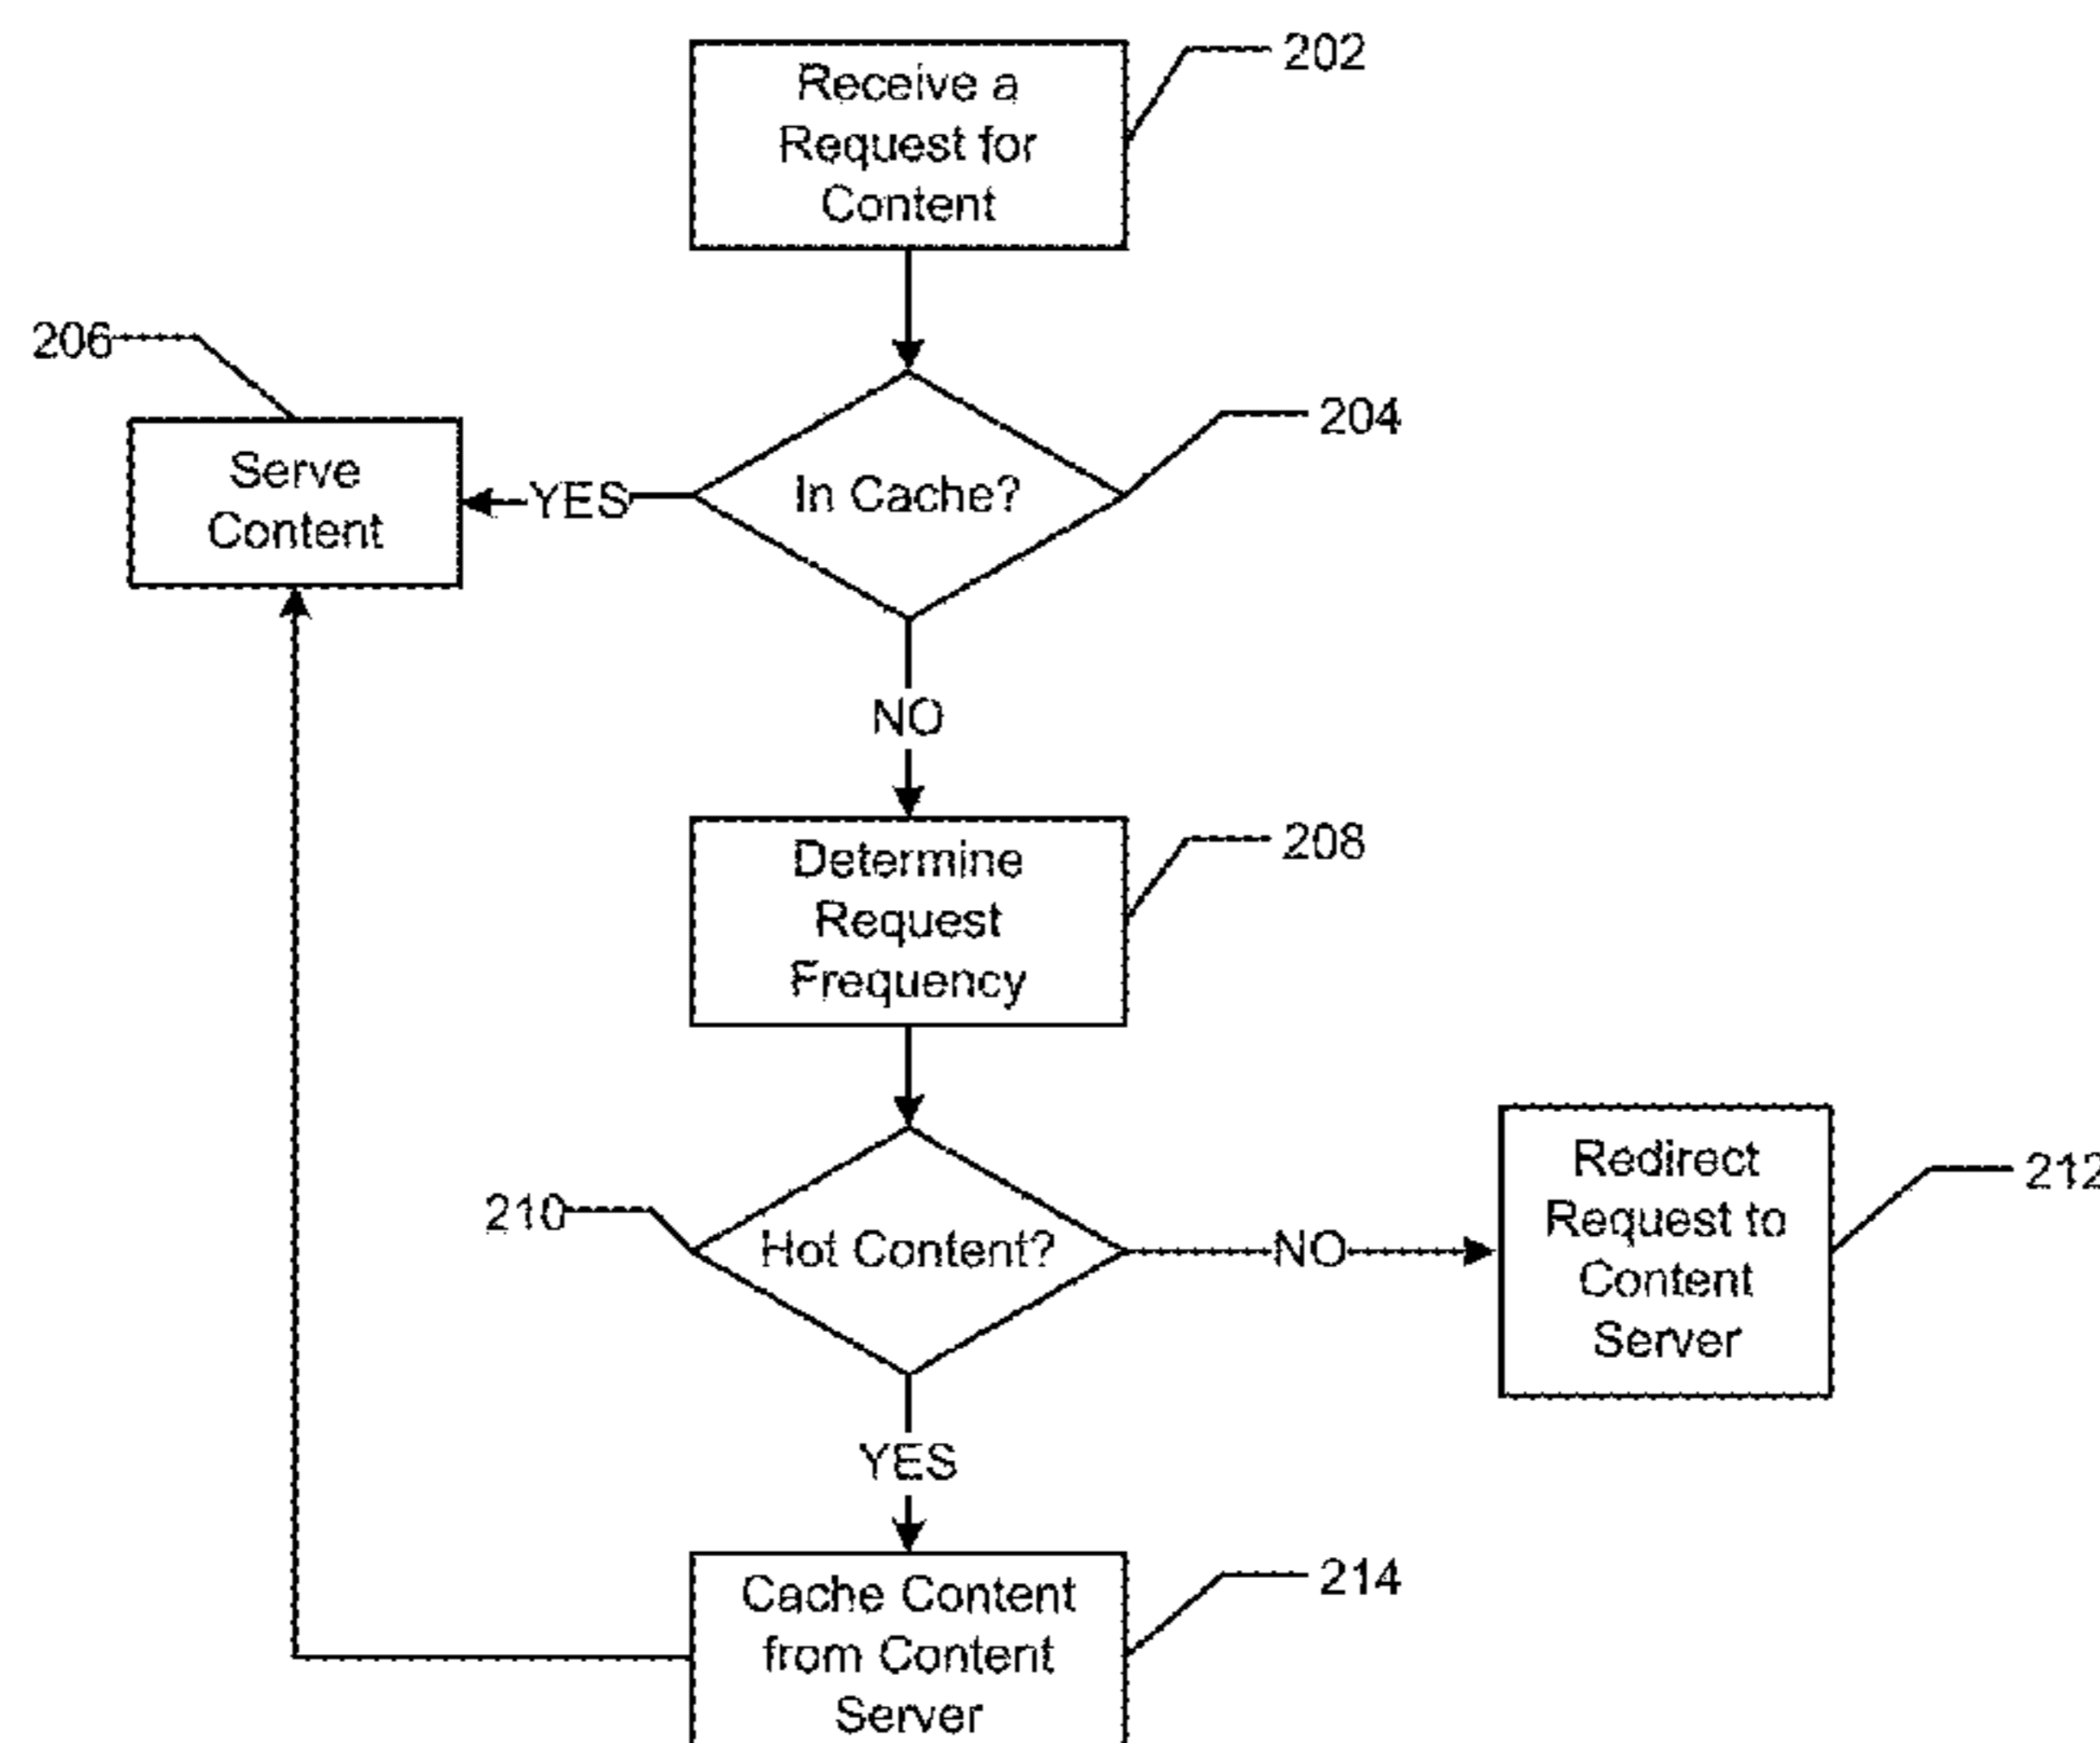 Receive a
Request for
Content
202
206
Serve
Content
YES
In Cache?
204
NO
Determine
Request
Frequency
208
210
Hot Content?
NO
Redirect
Request to
Content
Server
212
YES
Cache Content
from Content
Server
214